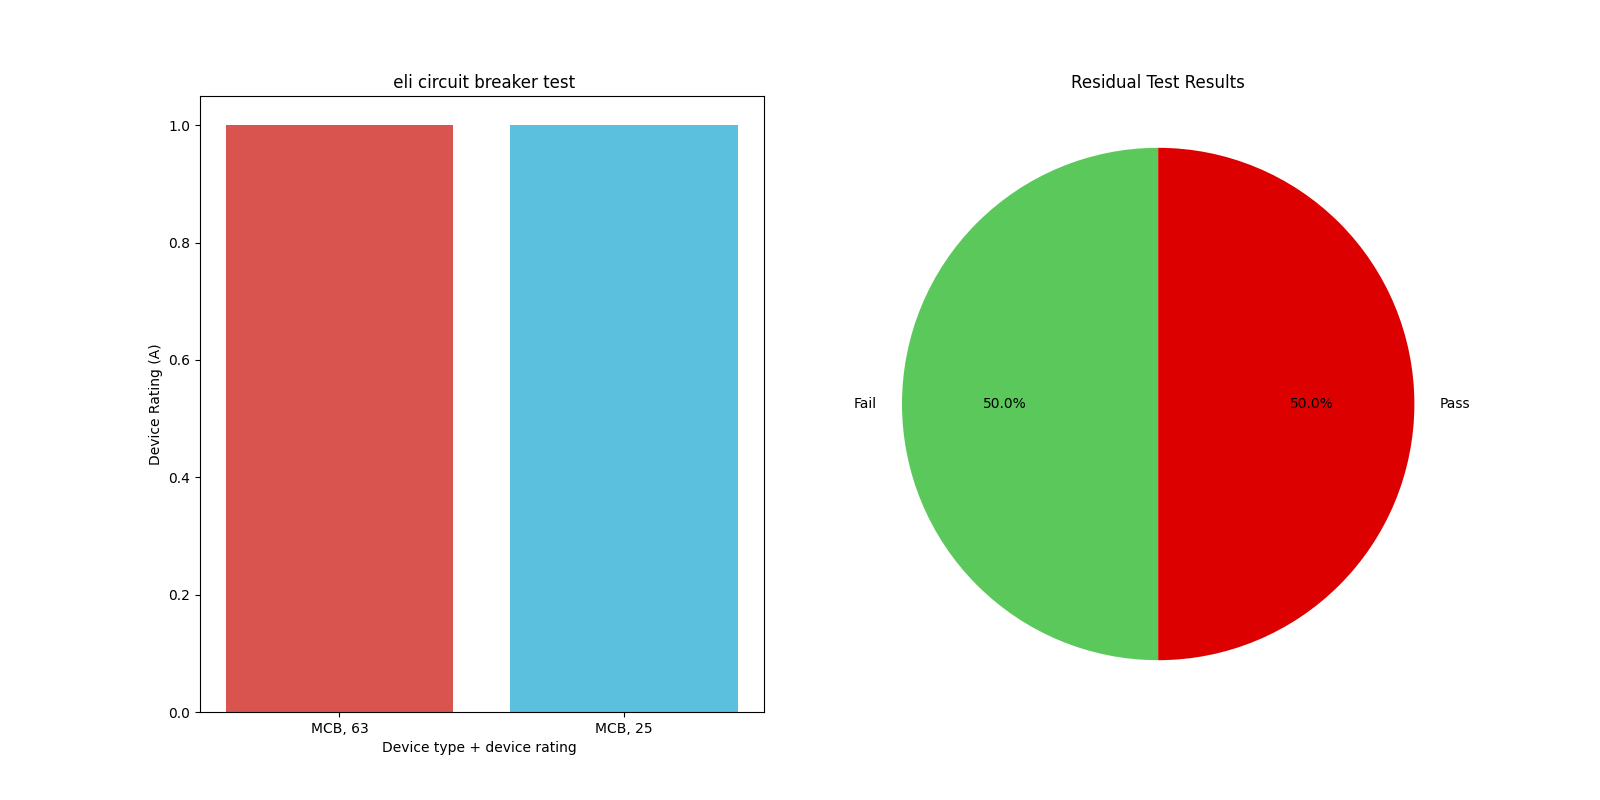 eli circuit breaker test
1.0
0.8
0.6
0.4
0.2
0.0
Device Rating (A)
MCB, 63
MCB, 25
Device type + device rating
Residual Test Results
Fail
50.0%
50.0%
Pass